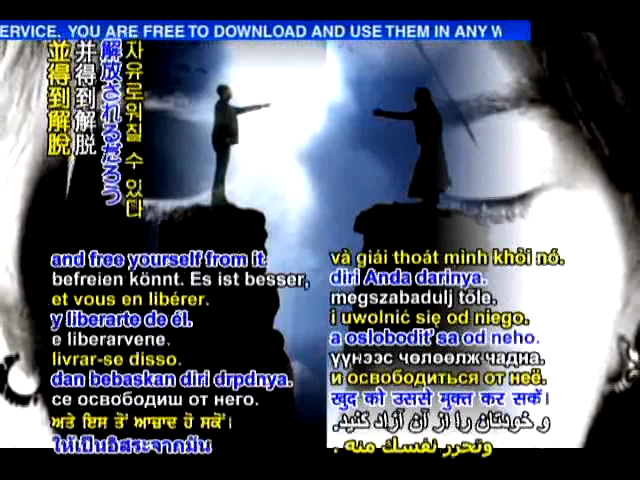 ERVICE. YOU ARE FREE TO DOWNLOAD AND USE THEM IN ANY W
並得到解脫
并得到解脱
解放されるだろう
자유로워질 수 있다
and free yourself from it.
befreien könnt. Es ist besser,
et vous en libérer.
y liberarte de él.
e liberarvene.
livrar-se disso.
dan bebaskan diri drpdnya.
се освободиш от него.
ਅਤੇ ਇਸ ਤੋਂ ਆਜ਼ਾਦ ਹੋ ਸਕੋਂ।
ให้เป็นอิสระจากมัน
và giải thoát mình khỏi nó.
diri Anda darinya.
megszabadulj tőle.
i uwolnić się od niego.
a oslobodiť sa od neho.
үүнээс чөлөөлж чадна.
и освободиться от неё.
खुद को उससे मुक्त कर सकें।
و خودتان را از آن آزاد کنید.
وتحرر نفسك منه .